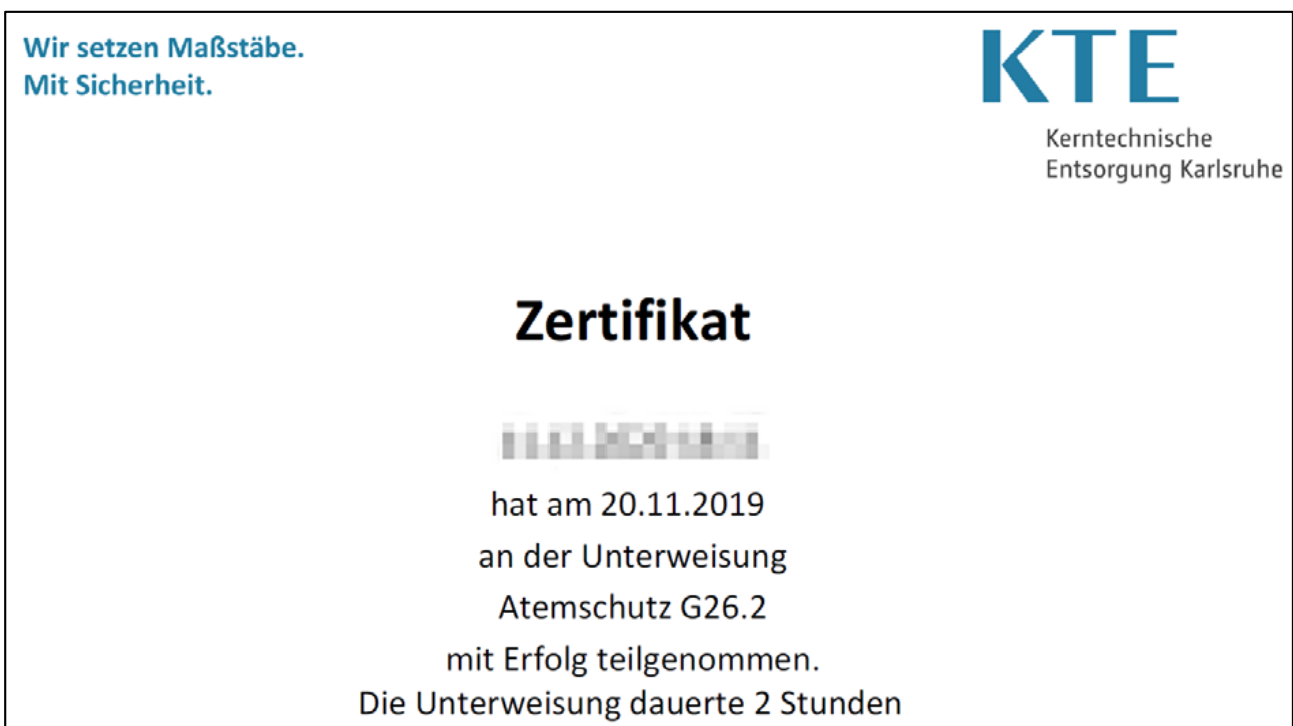 Wir setzen Maßstäbe.
Mit Sicherheit.
KTE
Kerntechnische
Entsorgung Karlsruhe
Zertifikat
hat am 20.11.2019
an der Unterweisung
Atemschutz G26.2
mit Erfolg teilgenommen.
Die Unterweisung dauerte 2 Stunden